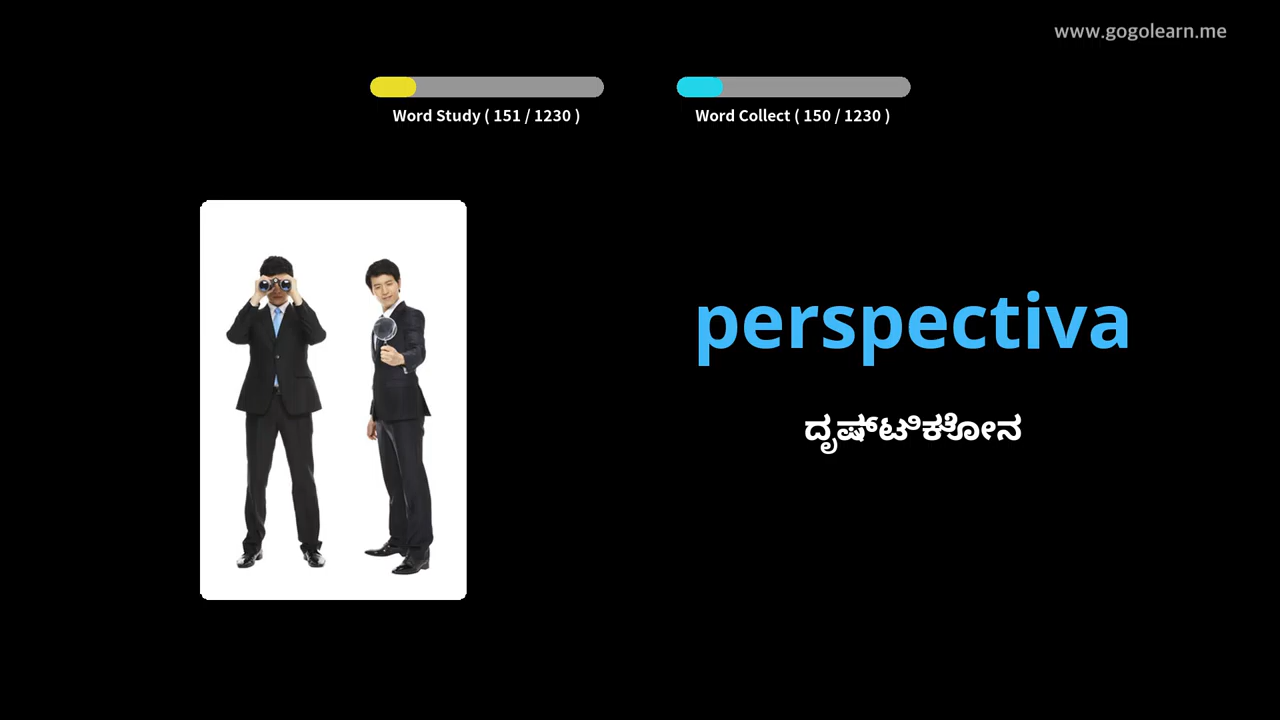 www.gogolearn.me
Word Study ( 151 / 1230 )
Word Collect ( 150 / 1230 )
perspectiva
ದೃಷ್ಟಿಕೋನ